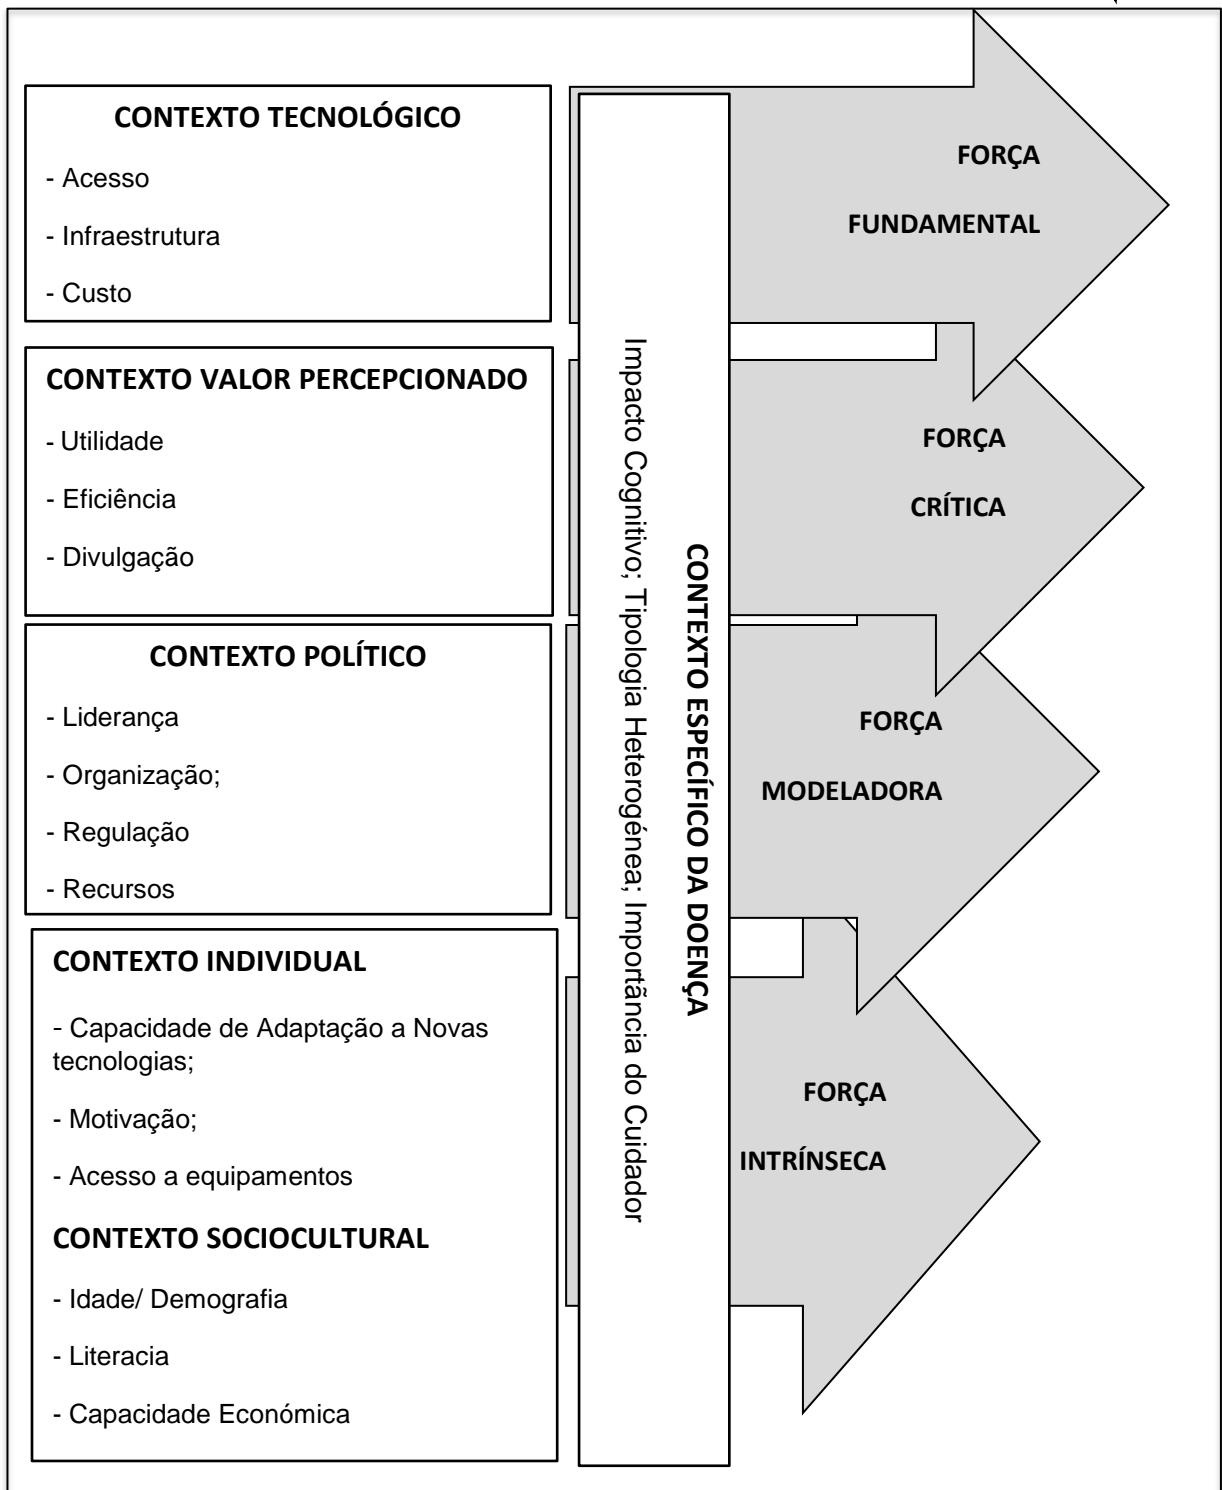 CONTEXTO TECNOLÓGICO
- Acesso
- Infraestrutura
- Custo
FORÇA
FUNDAMENTAL
CONTEXTO VALOR PERCEPCIONADO
- Utilidade
- Eficiência
- Divulgação
FORÇA
CRÍTICA
CONTEXTO POLÍTICO
- Liderança
- Organização;
- Regulação
- Recursos
FORÇA
MODELADORA
CONTEXTO INDIVIDUAL
- Capacidade de Adaptação a Novas
tecnologias;
- Motivação;
- Acesso a equipamentos
CONTEXTO SOCIOCULTURAL
- Idade/ Demografia
- Literacia
- Capacidade Económica
FORÇA
INTRÍNSECA
CONTEXTO ESPECÍFICO DA DOENÇA
Impacto Cognitivo; Tipologia Heterogénea; Importãncia do Cuidador